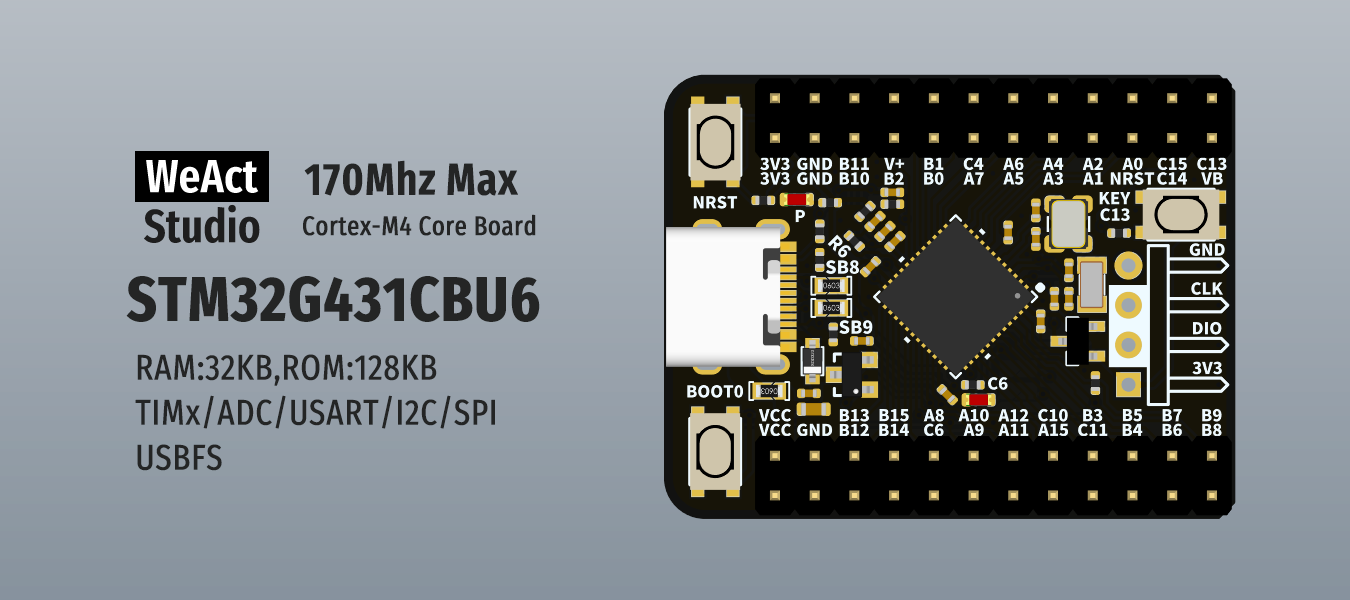 WeAct
Studio
170Mhz Max
Cortex-M4 Core Board
STM32G431CBU6
RAM:32KB,ROM:128KB
TIMx/ADC/USART/I2C/SPI
USBFS
3V3 GND B11 V+ B1 C4 A6 A4 A2 A0 C15 C13
3V3 GND B10 B2 B0 A7 A5 A3 A1 NRST C14 VB
NRST
P
KEY
C13
R6
SB8
0603
0603
SB9
GND
CLK
DIO
3V3
BOOT0
0603
C6
VCC B13 B15 A8 A10 A12 C10 B3 B5 B7 B9
VCC GND B12 B14 C6 A9 A11 A15 C11 B4 B6 B8